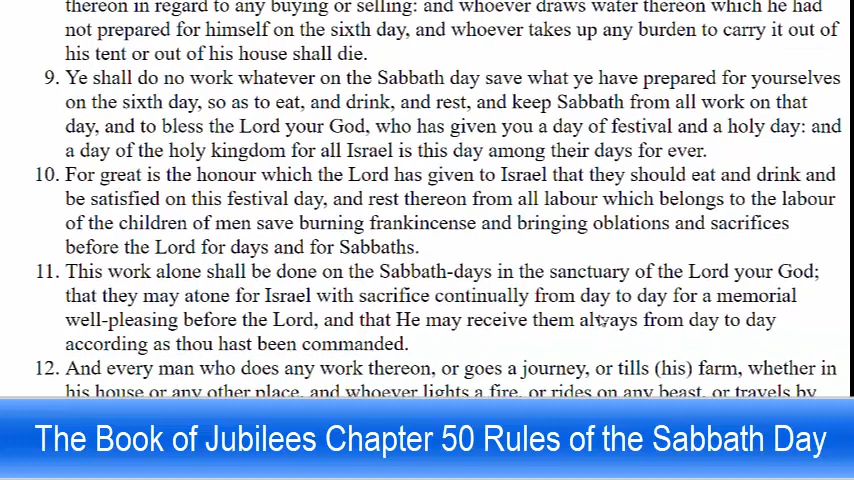 thereon in regard to any buying or selling: and whoever draws water thereon which he had
not prepared for himself on the sixth day, and whoever takes up any burden to carry it out of
his tent or out of his house shall die.
9. Ye shall do no work whatever on the Sabbath day save what ye have prepared for yourselves
on the sixth day, so as to eat, and drink, and rest, and keep Sabbath from all work on that
day, and to bless the Lord your God, who has given you a day of festival and a holy day: and
a day of the holy kingdom for all Israel is this day among their days for ever.
10. For great is the honour which the Lord has given to Israel that they should eat and drink and
be satisfied on this festival day, and rest thereon from all labour which belongs to the labour
of the children of men save burning frankincense and bringing oblations and sacrifices
before the Lord for days and for Sabbaths.
11. This work alone shall be done on the Sabbath-days in the sanctuary of the Lord your God;
that they may atone for Israel with sacrifice continually from day to day for a memorial
well-pleasing before the Lord, and that He may receive them always from day to day
according as thou hast been commanded.
12. And every man who does any work thereon, or goes a journey, or tills (his) farm, whether in
his house or any other place, and whoever lights a fire, or rides on any beast, or travels by
The Book of Jubilees Chapter 50 Rules of the Sabbath Day